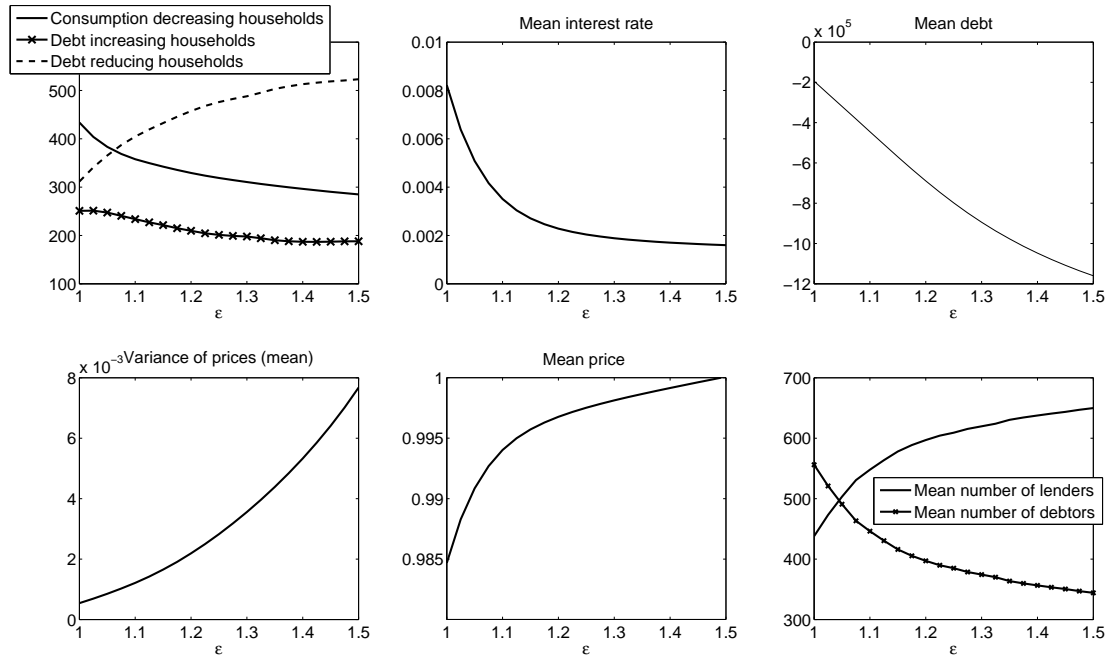 Consumption decreasing households
Debt increasing households
Debt reducing households
500
400
300
200
100
1 1.1 1.2 1.3 1.4 1.5
ε
Mean interest rate
0.01
0.008
0.006
0.004
0.002
0
1 1.1 1.2 1.3 1.4 1.5
ε
Mean debt
x 10⁵
0
−2
−4
−6
−8
−10
−12
1 1.1 1.2 1.3 1.4 1.5
ε
Variance of prices (mean)
x 10⁻³
8
6
4
2
0
1 1.1 1.2 1.3 1.4 1.5
ε
Mean price
1
0.995
0.99
0.985
1 1.1 1.2 1.3 1.4 1.5
ε
700
600
500
400
300
Mean number of lenders
Mean number of debtors
1 1.1 1.2 1.3 1.4 1.5
ε